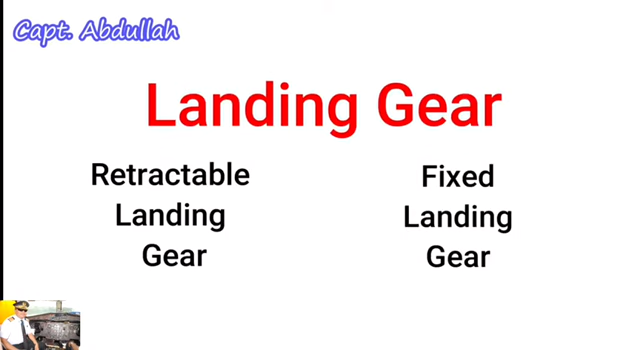 Capt. Abdullah
Landing Gear
Retractable
Landing
Gear
Fixed
Landing
Gear